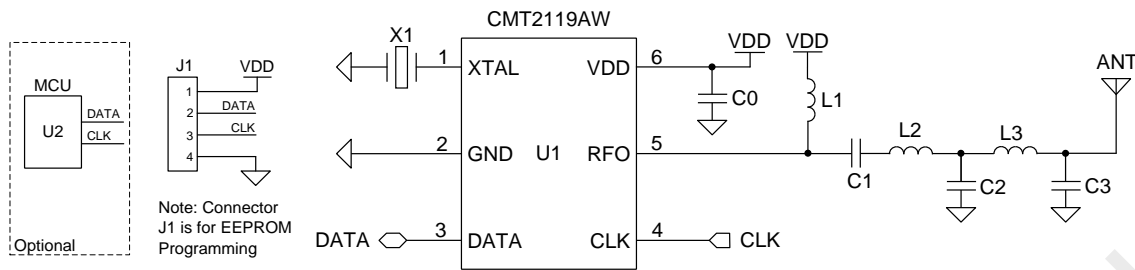 CMT2119AW
X1
VDD
VDD
ANT
J1
VDD
MCU
1
XTAL
VDD
6
1
C0
L1
L2
L3
DATA
2
DATA
U2
CLK
3
CLK
2
GND
U1
RFO
5
4
C1
C2
C3
Note: Connector
J1 is for EEPROM
Programming
Optional
DATA
3
DATA
CLK
4
CLK